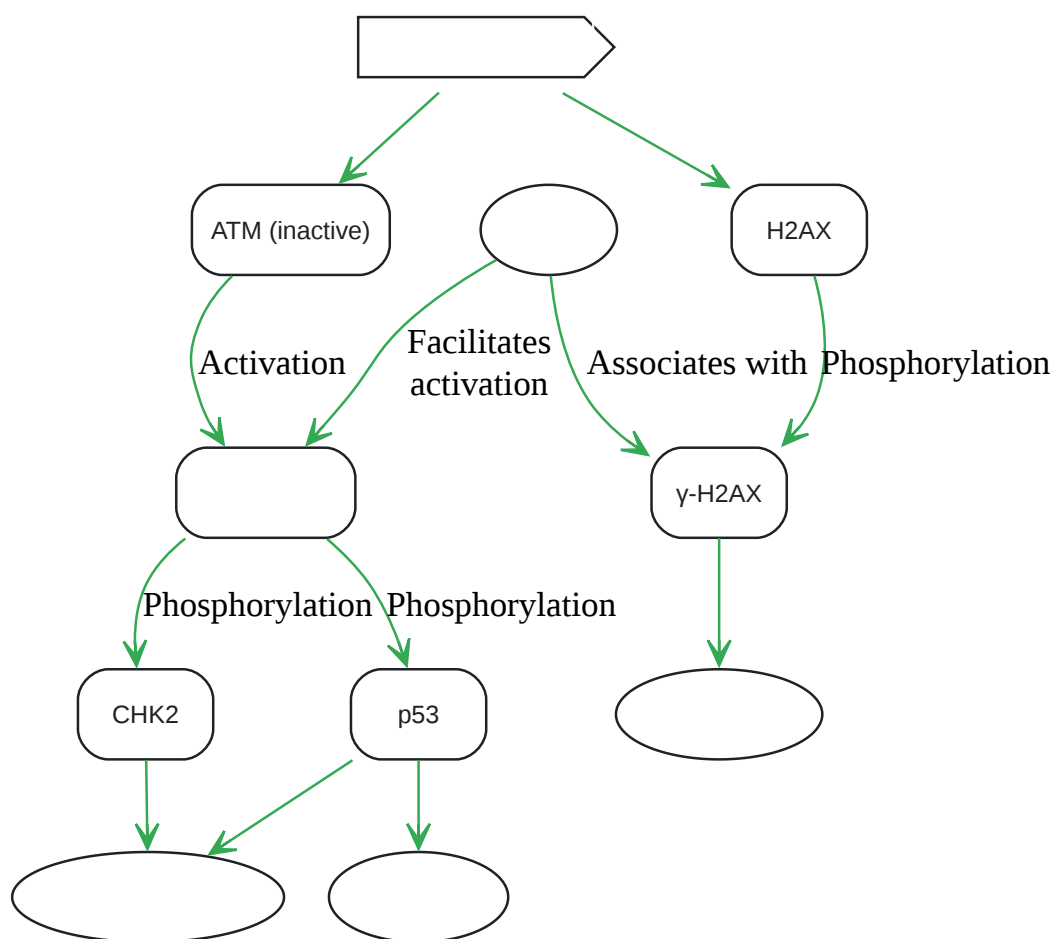 ATM (inactive)
H2AX
Activation
Facilitates
activation
Associates with
Phosphorylation
γ-H2AX
Phosphorylation
Phosphorylation
CHK2
p53